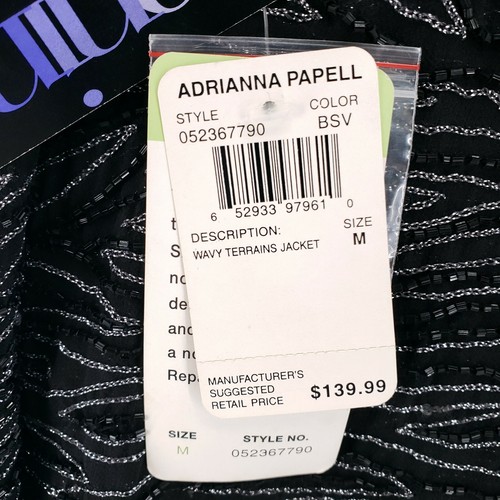 ADRIANNA PAPELL
STYLE COLOR
052367790 BSV
6 52933 97961 0
DESCRIPTION: SIZE
WAVY TERRAINS JACKET M
MANUFACTURER'S
SUGGESTED
RETAIL PRICE $139.99
and
a
SIZE STYLE NO.
M 052367790